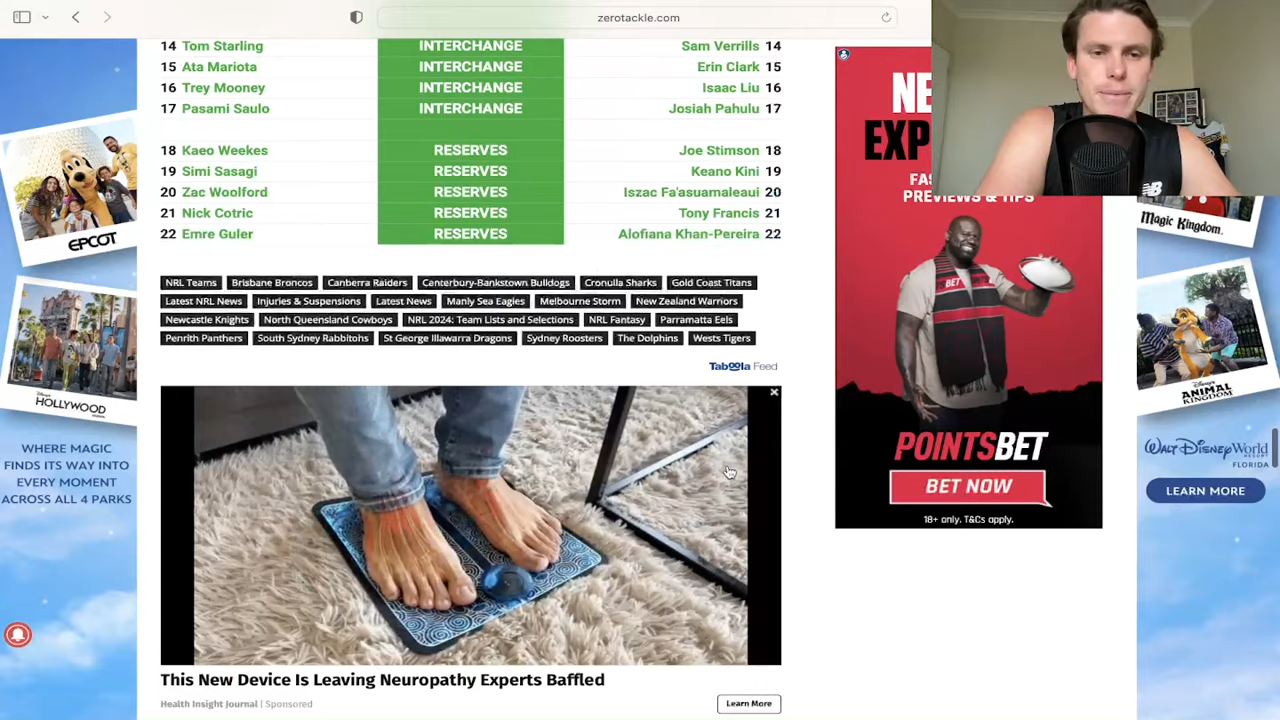 zerotackle.com
14 Tom Starling INTERCHANGE Sam Verrills 14
15 Ata Mariota INTERCHANGE Erin Clark 15
16 Trey Mooney INTERCHANGE Isaac Liu 16
17 Pasami Saulo INTERCHANGE Josiah Pahulu 17
18 Kaeo Weekes RESERVES Joe Stimson 18
19 Simi Sasagi RESERVES Keano Kini 19
20 Zac Woolford RESERVES Iszac Fa'asuamaleaui 20
21 Nick Cotric RESERVES Tony Francis 21
22 Emre Guler RESERVES Alofiana Khan-Pereira 22
NRL Teams Brisbane Broncos Canberra Raiders Canterbury-Bankstown Bulldogs Cronulla Sharks Gold Coast Titans
Latest NRL News Injuries & Suspensions Latest News Manly Sea Eagles Melbourne Storm New Zealand Warriors
Newcastle Knights North Queensland Cowboys NRL 2024: Team Lists and Selections NRL Fantasy Parramatta Eels
Penrith Panthers South Sydney Rabbitohs St George Illawarra Dragons Sydney Roosters The Dolphins Wests Tigers
Taboola Feed
This New Device Is Leaving Neuropathy Experts Baffled
Health Insight Journal | Sponsored
Learn More
NE
EXP
FAS
PREVIEWS & TIPS
BET
POINTSBET
BET NOW
18+ only. T&Cs apply.
EPCOT
Disney's
HOLLYWOOD
WHERE MAGIC
FINDS ITS WAY INTO
EVERY MOMENT
ACROSS ALL 4 PARKS
Magic Kingdom.
Disney's
ANIMAL
KINGDOM
Walt Disney World
RESORT
FLORIDA
LEARN MORE